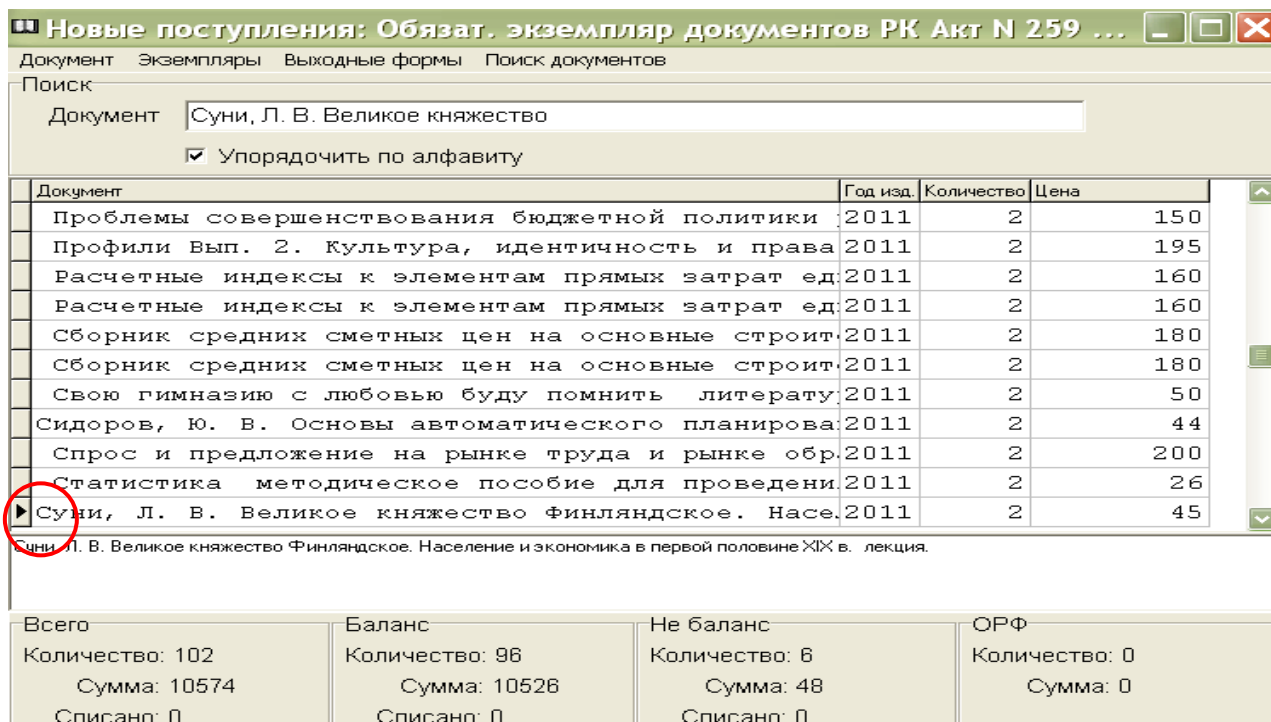 Новые поступления: Обязат. экземпляр документов РК Акт N 259 ...
Документ Экземпляры Выходные формы Поиск документов
Поиск
Документ Суни, Л. В. Великое княжество
Упорядочить по алфавиту
Документ Год изд. Количество Цена
Проблемы совершенствования бюджетной политики 2011 2 150
Профили Вып. 2. Культура, идентичность и права 2011 2 195
Расчетные индексы к элементам прямых затрат ед 2011 2 160
Расчетные индексы к элементам прямых затрат ед 2011 2 160
Сборник средних сметных цен на основные строит 2011 2 180
Сборник средних сметных цен на основные строит 2011 2 180
Свою гимназию с любовью буду помнить литерату 2011 2 50
Сидоров, Ю. В. Основы автоматического планирова 2011 2 44
Спрос и предложение на рынке труда и рынке обр 2011 2 200
Статистика методическое пособие для проведени 2011 2 26
Суни, Л. В. Великое княжество Финляндское. Насе 2011 2 45
Суни, Л. В. Великое княжество Финляндское. Население и экономика в первой половине XIX в. лекция.
Всего Баланс Не баланс ОРФ
Количество: 102 Количество: 96 Количество: 6 Количество: 0
Сумма: 10574 Сумма: 10526 Сумма: 48 Сумма: 0
Списано: 0 Списано: 0 Списано: 0